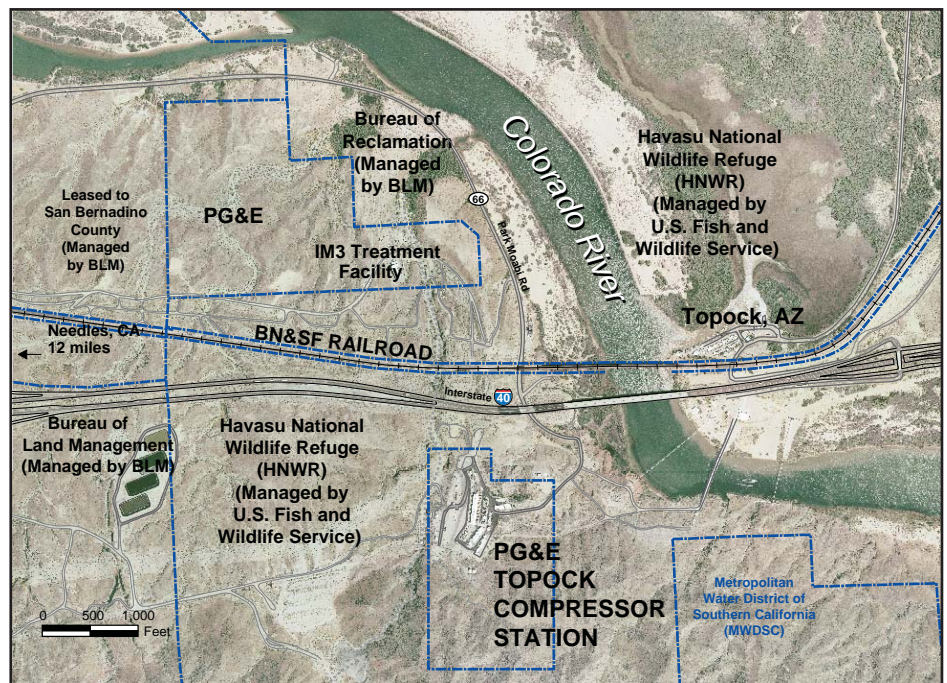 Bureau of
Reclamation
(Managed
by BLM)
Colorado River
Havasu National
Wildlife Refuge
(HNWR)
(Managed by
U.S. Fish and
Wildlife Service)
Leased to
San Bernadino
County
(Managed
by BLM)
PG&E
66
Park Moabi Rd
IM3 Treatment
Facility
Topock, AZ
Needles, CA
12 miles
BN&SF RAILROAD
Interstate 40
Bureau of
Land Management
(Managed by BLM)
Havasu National
Wildlife Refuge
(HNWR)
(Managed by
U.S. Fish and
Wildlife Service)
PG&E
TOPOCK
COMPRESSOR
STATION
Metropolitan
Water District of
Southern California
(MWDSC)
0 500 1,000
Feet